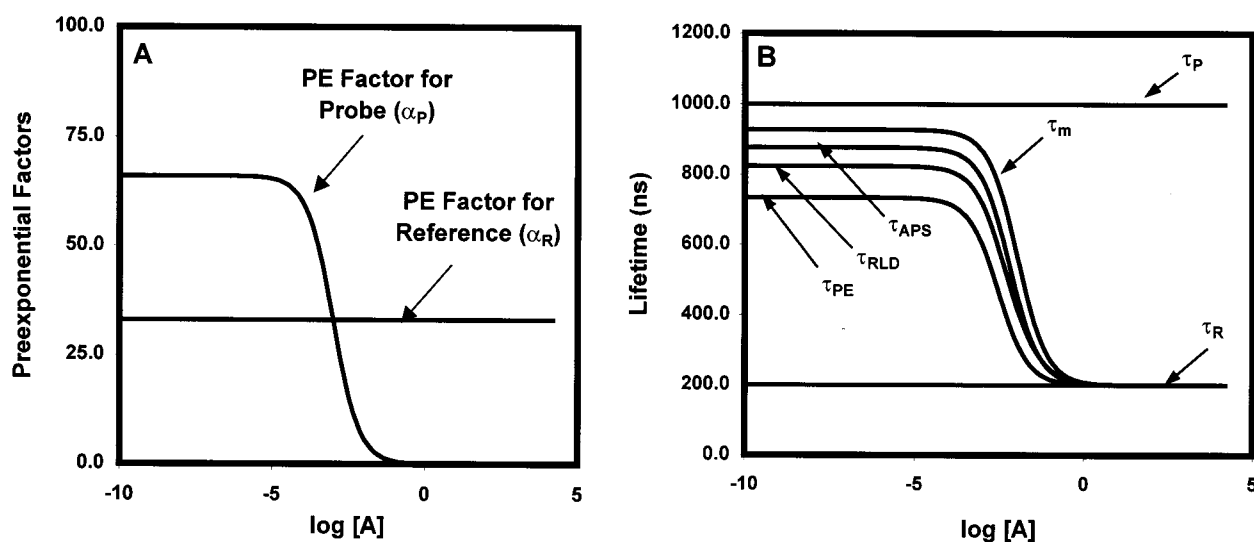 A
100.0
75.0
50.0
25.0
0.0
Preexponential Factors
PE Factor for
Probe (αP)
PE Factor for
Reference (αR)
-10
-5
0
5
log [A]
B
1200.0
1000.0
800.0
600.0
400.0
200.0
0.0
Lifetime (ns)
τP
τm
τAPS
τRLD
τPE
τR
-10
-5
0
5
log [A]